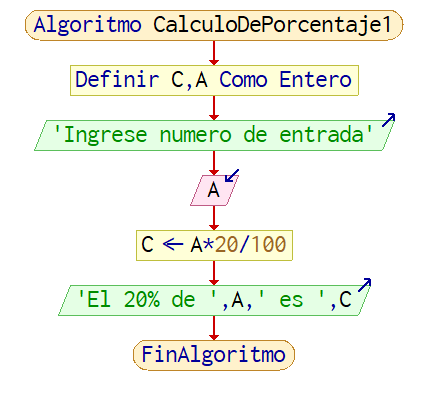 Algoritmo CalculoDePorcentaje1
Definir C,A Como Entero
'Ingrese numero de entrada'
A
C ← A*20/100
'El 20% de ',A,' es ',C
FinAlgoritmo